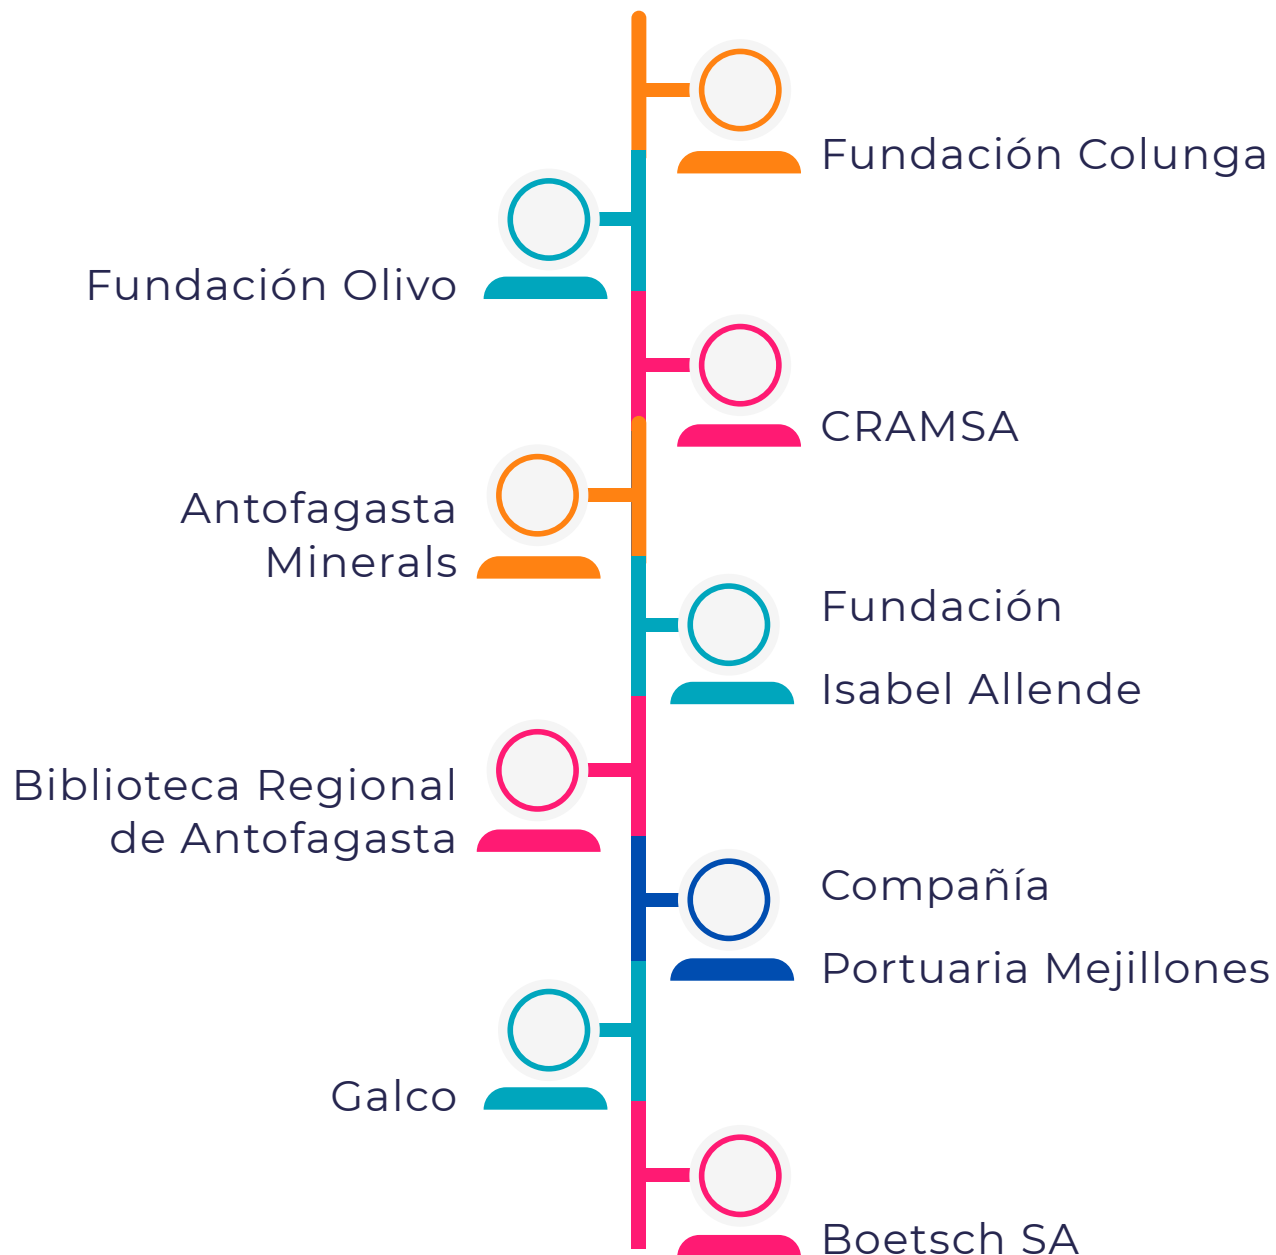 Fundación Colunga
Fundación Olivo
CRAMSA
Antofagasta
Minerals
Fundación
Isabel Allende
Biblioteca Regional
de Antofagasta
Compañía
Portuaria Mejillones
Galco
Boetsch SA